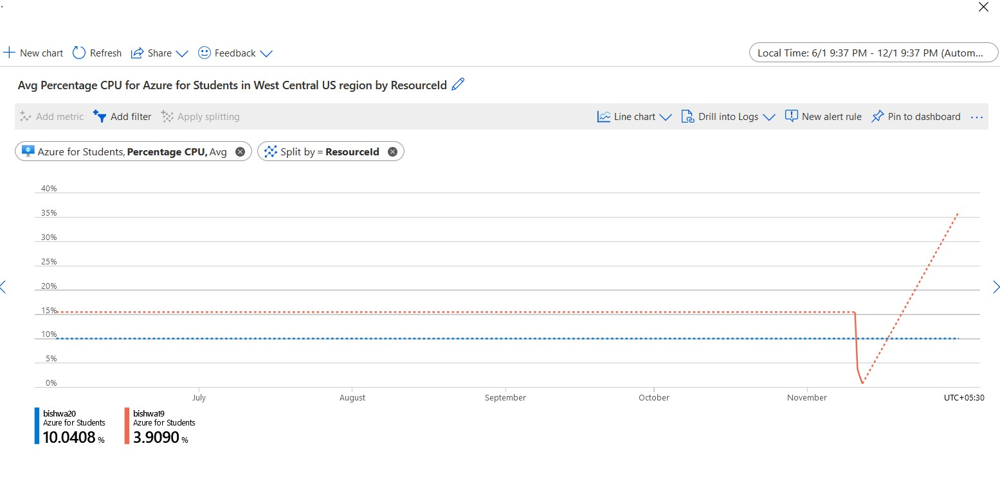 New chart Refresh Share Feedback Local Time: 6/1 9:37 PM - 12/1 9:37 PM (Autom...
Avg Percentage CPU for Azure for Students in West Central US region by ResourceId
Add metric Add filter Apply splitting Line chart Drill into Logs New alert rule Pin to dashboard ...
Azure for Students, Percentage CPU, Avg Split by = ResourceId
40%
35%
30%
25%
20%
15%
10%
5%
0%
July August September October November UTC+05:30
bishwa20 bishwa19
Azure for Students Azure for Students
10.0408 % 3.9090 %